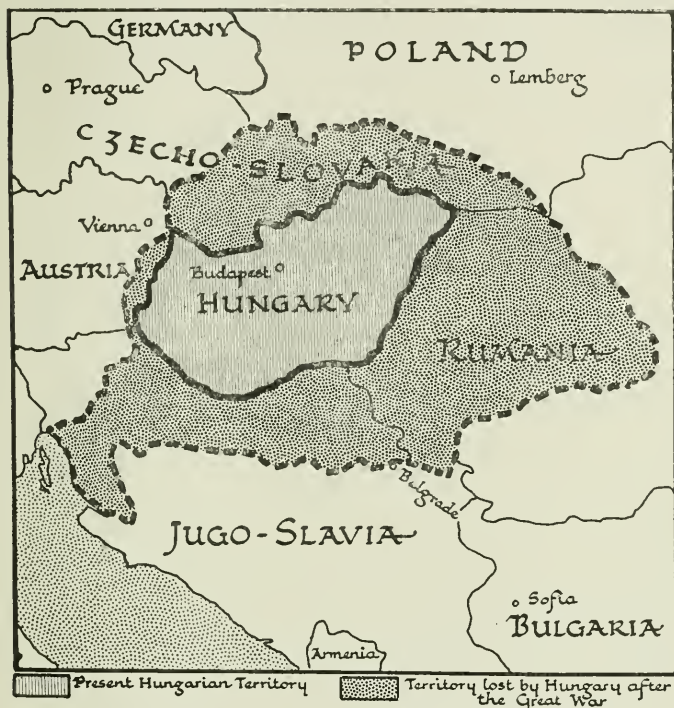 GERMANY
POLAND
Lemberg
Prague
CZECHO-SLOVAKIA
Vienna
AUSTRIA
Budapest
HUNGARY
RUMANIA
Belgrade
JUGO-SLAVIA
Sofia
BULGARIA
Armenia
Present Hungarian Territory
Territory lost by Hungary after
the Great War